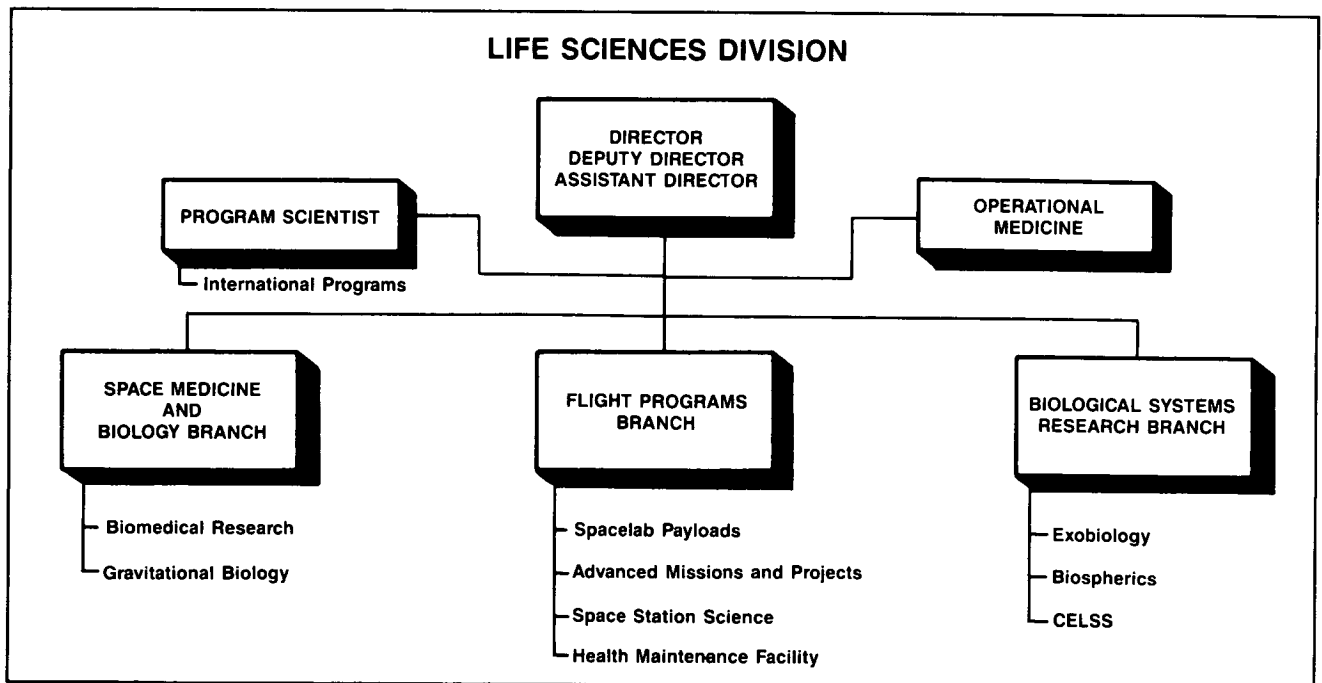 LIFE SCIENCES DIVISION
DIRECTOR
DEPUTY DIRECTOR
ASSISTANT DIRECTOR
PROGRAM SCIENTIST
International Programs
OPERATIONAL
MEDICINE
SPACE MEDICINE
AND
BIOLOGY BRANCH
Biomedical Research
Gravitational Biology
FLIGHT PROGRAMS
BRANCH
Spacelab Payloads
Advanced Missions and Projects
Space Station Science
Health Maintenance Facility
BIOLOGICAL SYSTEMS
RESEARCH BRANCH
Exobiology
Biospherics
CELSS